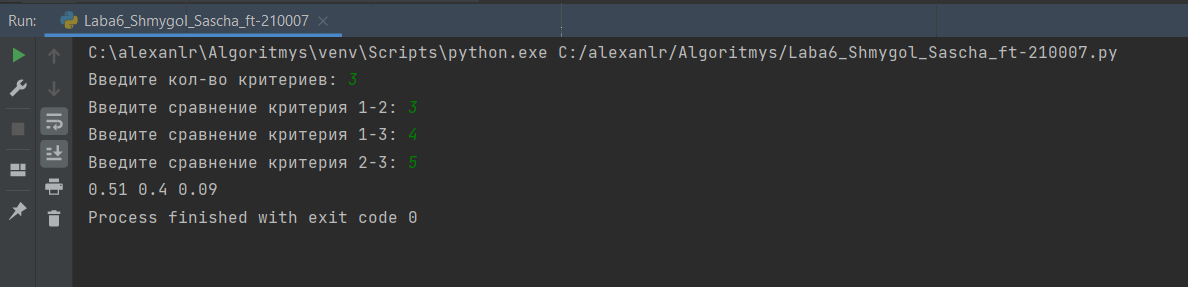 Run: Laba6_Shmygol_Sascha_ft-210007 ×
C:\alexanlr\Algoritmys\venv\Scripts\python.exe C:/alexanlr/Algoritmys/Laba6_Shmygol_Sascha_ft-210007.py
Введите кол-во критериев: 3
Введите сравнение критерия 1-2: 3
Введите сравнение критерия 1-3: 4
Введите сравнение критерия 2-3: 5
0.51 0.4 0.09
Process finished with exit code 0